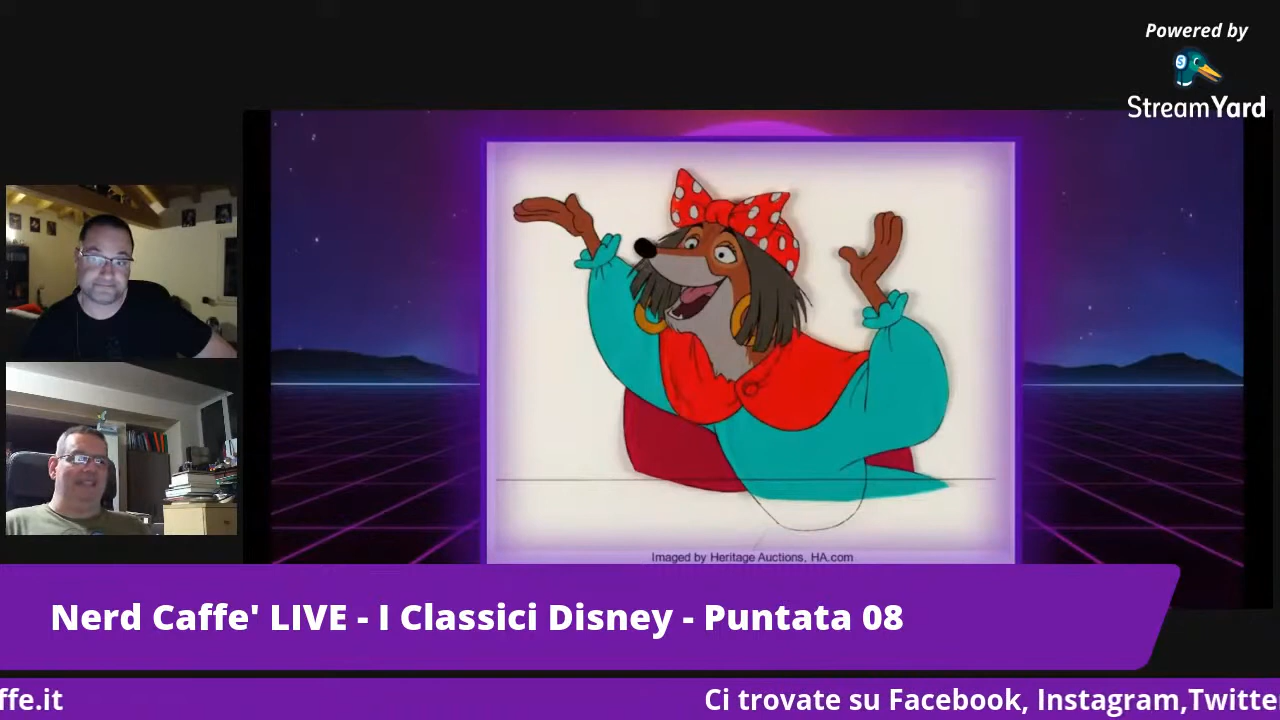 Powered by
StreamYard
Imaged by Heritage Auctions, HA.com
Nerd Caffe' LIVE - I Classici Disney - Puntata 08
ffe.it
Ci trovate su Facebook, Instagram,Twitte